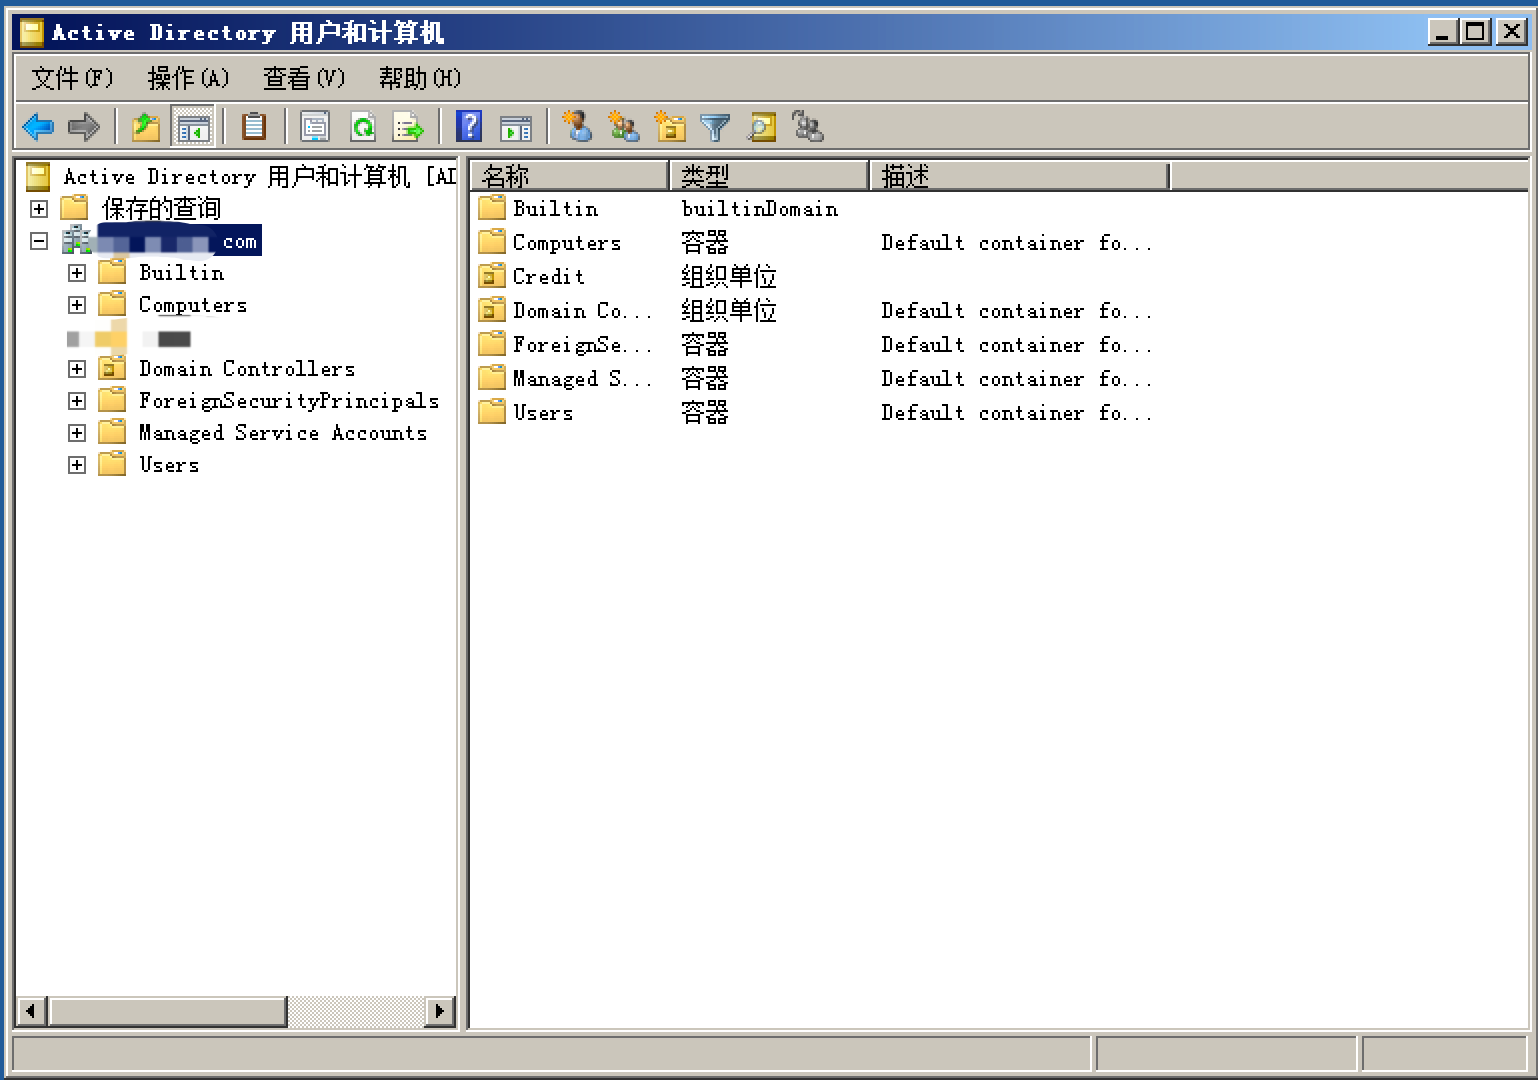 Active Directory 用户和计算机
文件(F) 操作(A) 查看(V) 帮助(H)
Active Directory 用户和计算机 [AD
保存的查询
com
Builtin
Computers
Domain Controllers
ForeignSecurityPrincipals
Managed Service Accounts
Users
名称 类型 描述
Builtin builtinDomain
Computers 容器 Default container fo...
Credit 组织单位
Domain Co... 组织单位 Default container fo...
ForeignSe... 容器 Default container fo...
Managed S... 容器 Default container fo...
Users 容器 Default container fo...